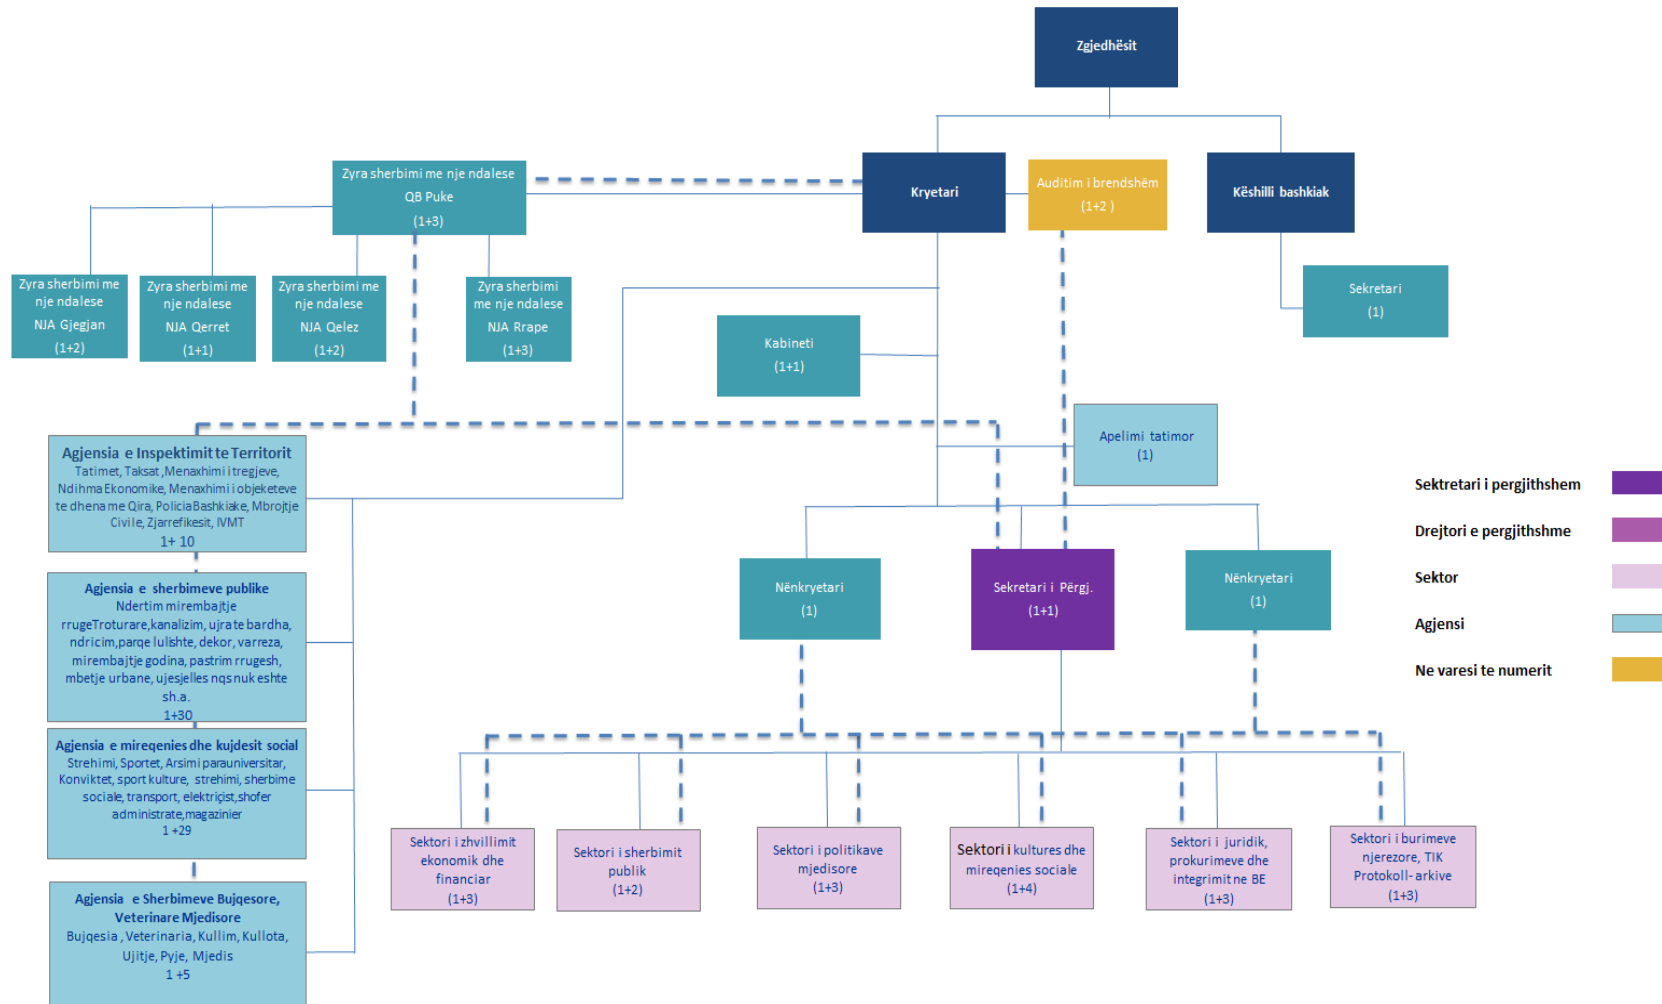 Zgjedhësit
Kryetari
Auditim i brendshëm
(1+2 )
Këshilli bashkiak
Sekretari
(1)
Zyra sherbimi me nje ndalese
QB Puke
(1+3)
Zyra sherbimi me
nje ndalese
NJA Gjegjan
(1+2)
Zyra sherbimi me
nje ndalese
NJA Qerret
(1+1)
Zyra sherbimi me
nje ndalese
NJA Qelez
(1+2)
Zyra sherbimi
me nje ndalese
NJA Rrape
(1+3)
Kabineti
(1+1)
Apelimi tatimor
(1)
Agjensia e Inspektimit te Territorit
Tatimet, Taksat ,Menaxhimi i tregjeve,
Ndihma Ekonomike, Menaxhimi i objekteteve
te dhena me Qira, Policia Bashkiake, Mbrojtje
Civile, Zjarrefikesit, IVMT
1+ 10
Agjensia e sherbimeve publike
Ndertim mirembajtje
rrugeTroturare,kanalizim, ujra te bardha,
ndricim,parqe lulishte, dekor, varreza,
mirembajtje godina, pastrim rrugesh,
mbetje urbane, ujesjelles nqs nuk eshte
sh.a.
1+30
Agjensia e mireqenies dhe kujdesit social
Strehimi, Sportet, Arsimi parauniversitar,
Konviktet, sport kulture, strehimi, sherbime
sociale, transport, elektriçist,shofer
administrate,magazinier
1 +29
Agjensia e Sherbimeve Bujqesore,
Veterinare Mjedisore
Bujqesia , Veterinaria, Kullim, Kullota,
Ujitje, Pyje, Mjedis
1 +5
Nënkryetari
(1)
Sekretari i Përgj.
(1+1)
Nënkryetari
(1)
Sektori i zhvillimit
ekonomik dhe
financiar
(1+3)
Sektori i sherbimit
publik
(1+2)
Sektori i politikave
mjedisore
(1+3)
Sektori i kultures dhe
mireqenies sociale
(1+4)
Sektori i juridik,
prokurimeve dhe
integrimit ne BE
(1+3)
Sektori i burimeve
njerezore, TIK
Protokoll- arkive
(1+3)
Sektretari i pergjithshem
Drejtori e pergjithshme
Sektor
Agjensi
Ne varesi te numerit